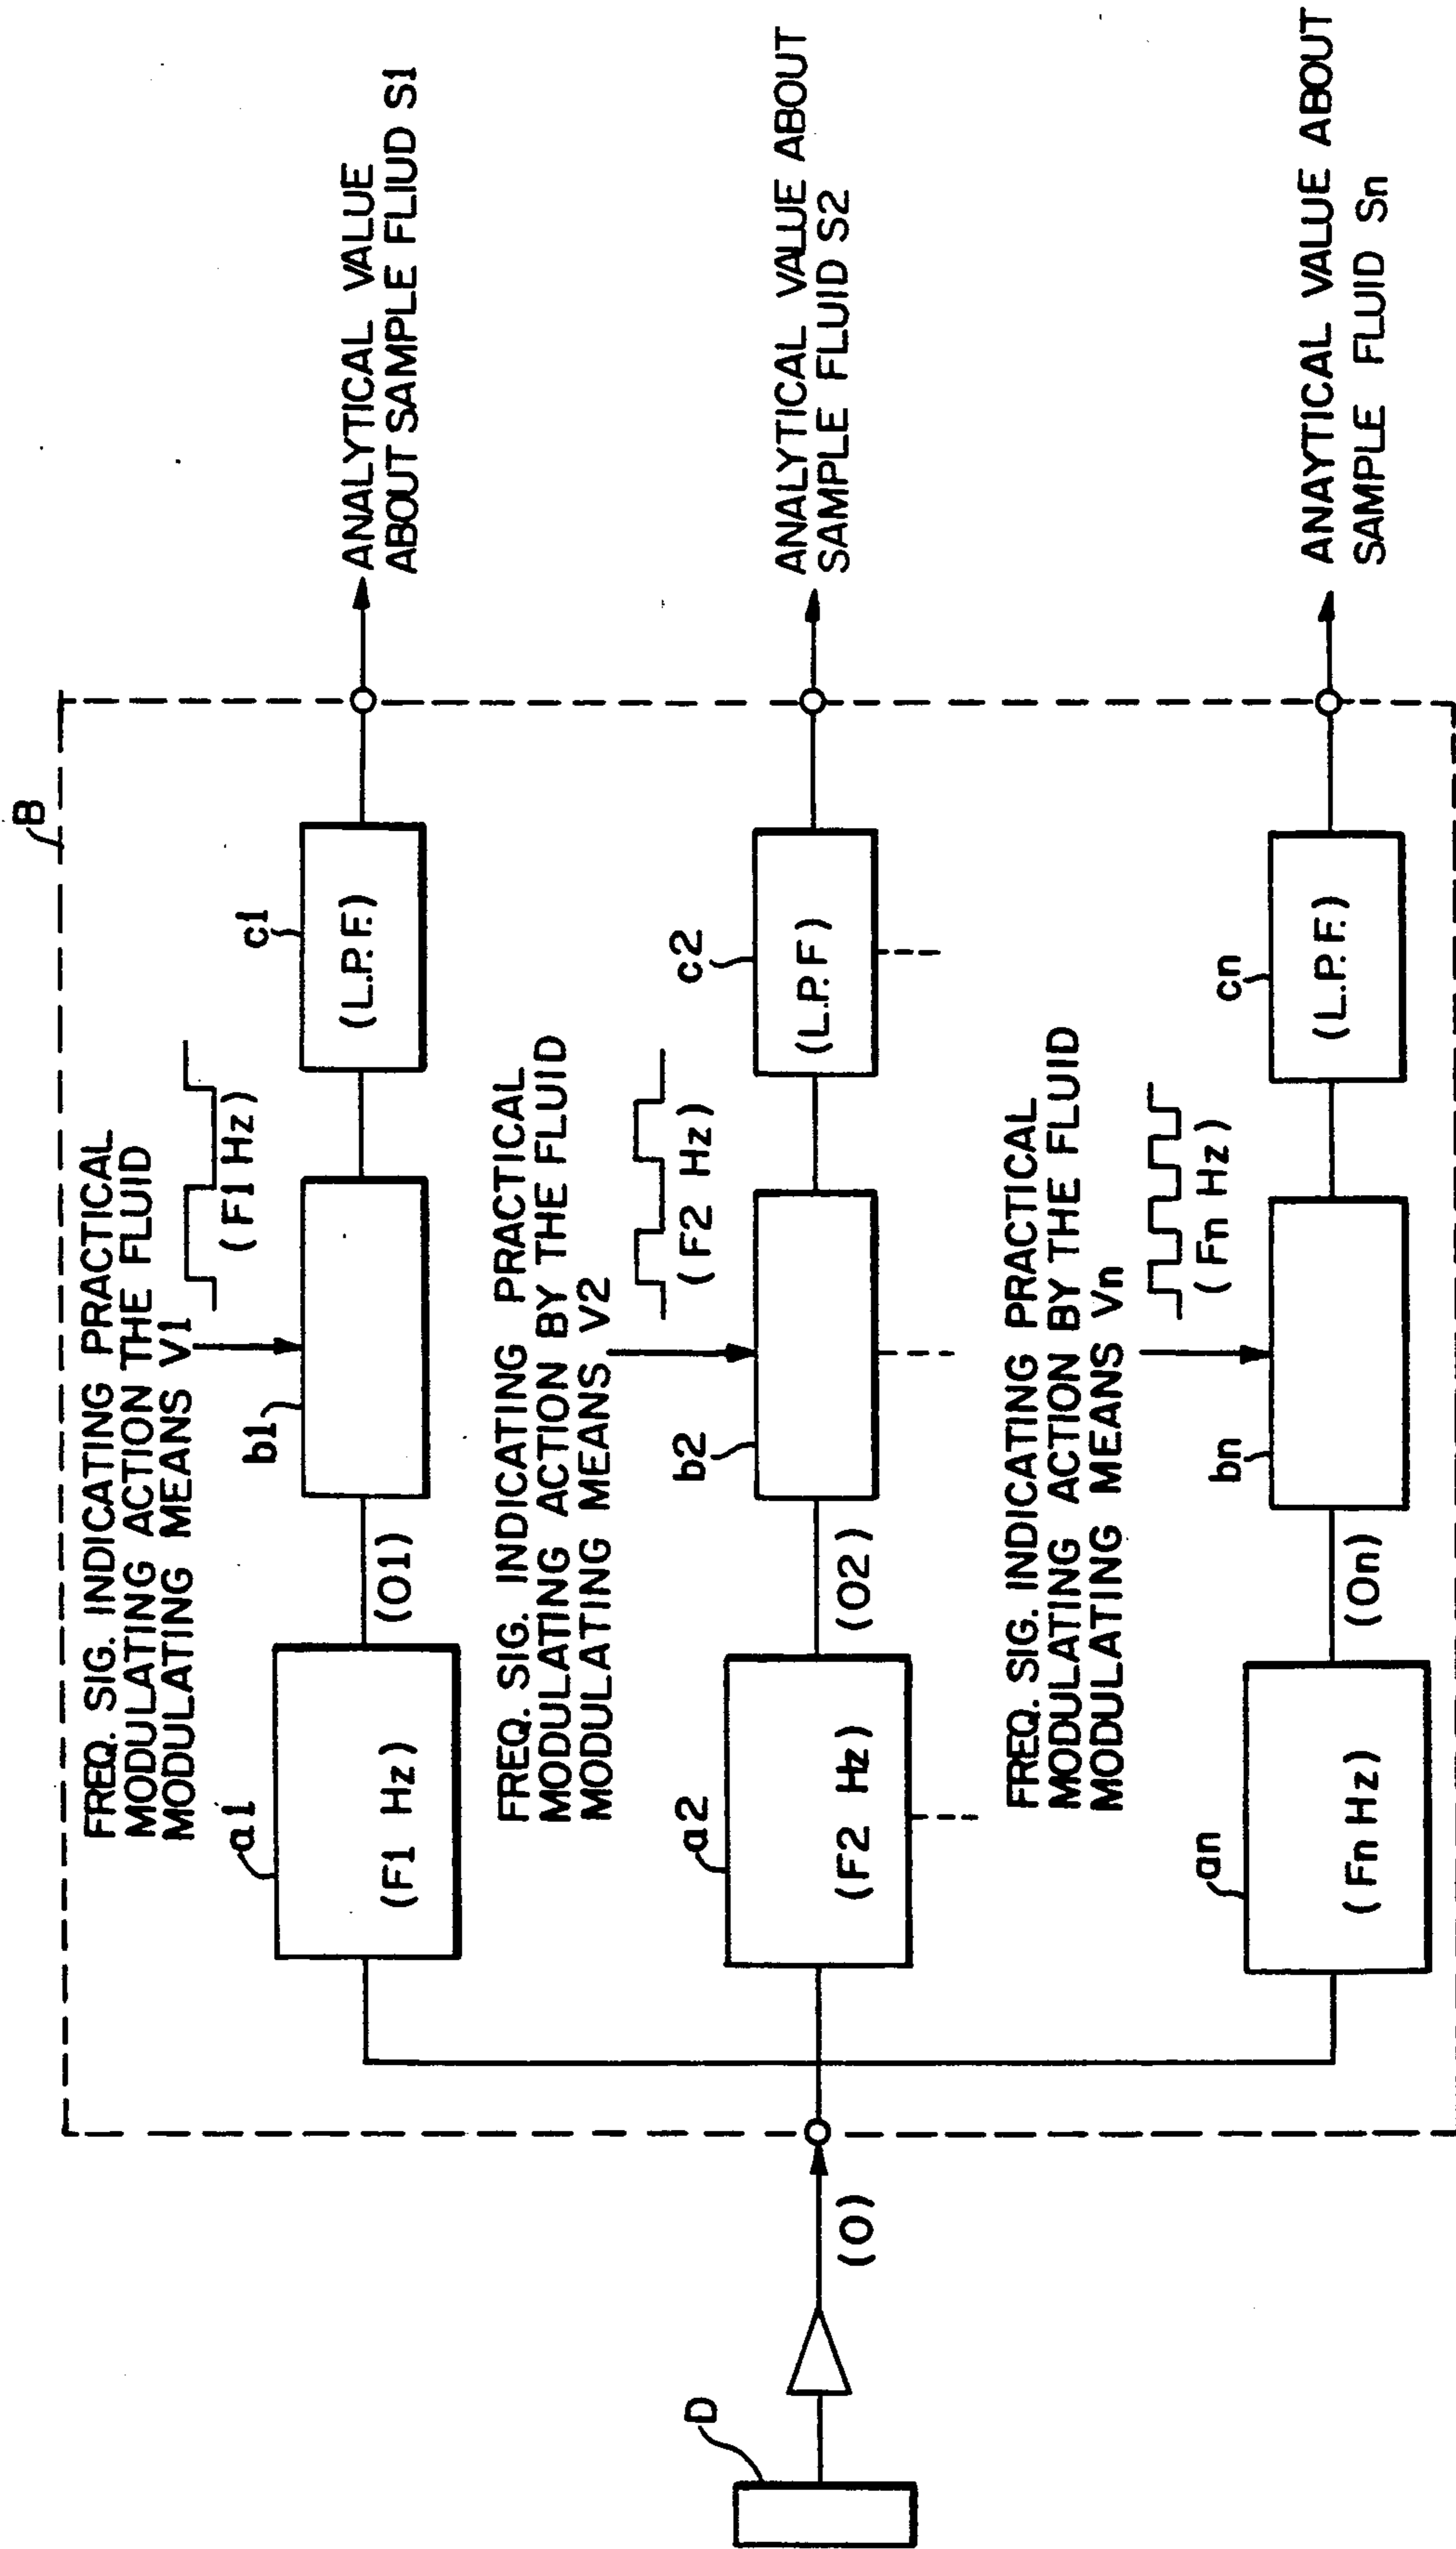 B
FREQ. SIG. INDICATING PRACTICAL
MODULATING ACTION THE FLUID
MODULATING MEANS V1
(F1 Hz)
a1
(F1 Hz)
(O1)
b1
c1
(L.P.F.)
ANALYTICAL VALUE
ABOUT SAMPLE FLIUD S1
FREQ. SIG. INDICATING PRACTICAL
MODULATING ACTION BY THE FLUID
MODULATING MEANS V2
(F2 Hz)
D
(O)
a2
(F2 Hz)
(O2)
b2
c2
(L.P.F)
ANALYTICAL VALUE ABOUT
SAMPLE FLUID S2
FREQ. SIG. INDICATING PRACTICAL
MODULATING ACTION BY THE FLUID
MODULATING MEANS Vn
(Fn Hz)
an
(Fn Hz)
(On)
bn
cn
(L.P.F.)
ANAYTICAL VALUE ABOUT
SAMPLE FLUID Sn